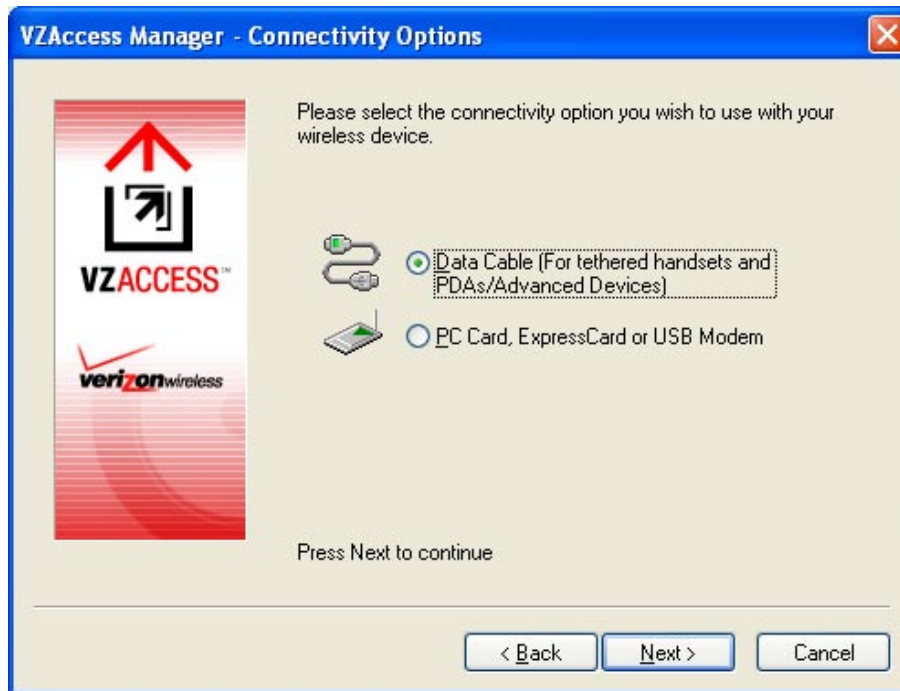 VZAccess Manager - Connectivity Options
Please select the connectivity option you wish to use with your
wireless device.
VZACCESS™
verizonwireless
Data Cable (For tethered handsets and
PDAs/Advanced Devices)
PC Card, ExpressCard or USB Modem
Press Next to continue
< Back
Next >
Cancel